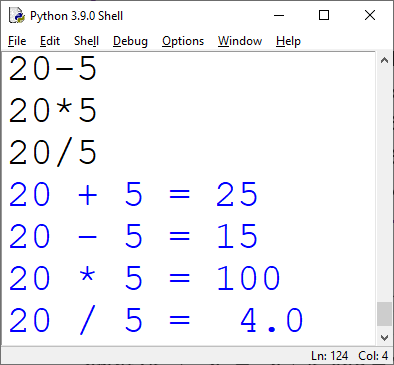 Python 3.9.0 Shell
File Edit Shell Debug Options Window Help
20-5
20*5
20/5
20 + 5 = 25
20 - 5 = 15
20 * 5 = 100
20 / 5 =  4.0
Ln: 124 Col: 4